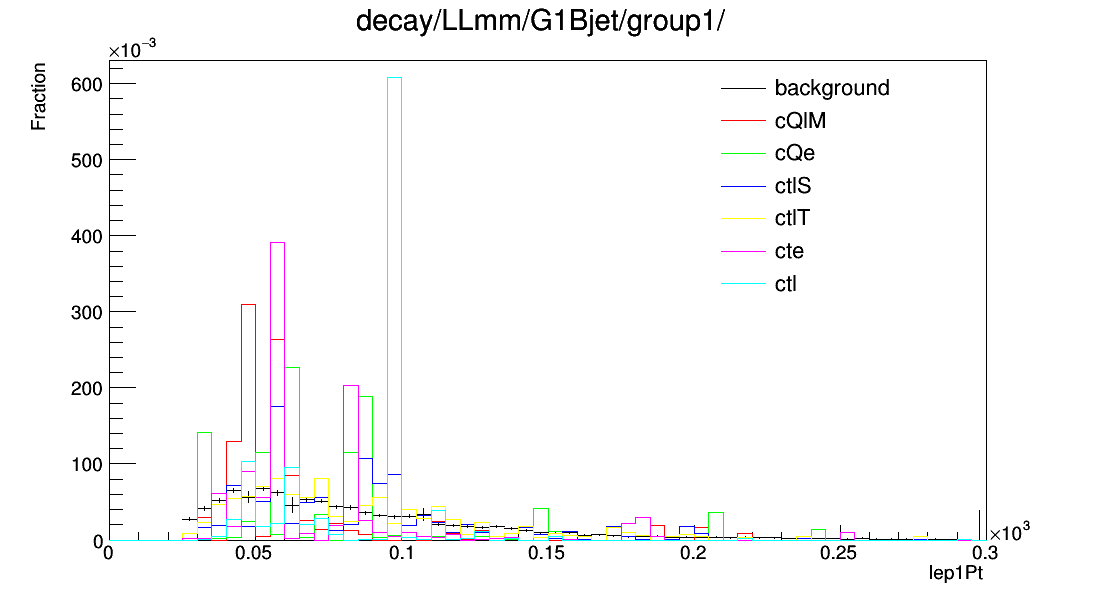 decay/LLmm/G1Bjet/group1/
×10⁻³
Fraction
600
500
400
300
200
100
0
background
cQlM
cQe
ctlS
ctlT
cte
ctl
0 0.05 0.1 0.15 0.2 0.25 0.3 ×10³
lep1Pt